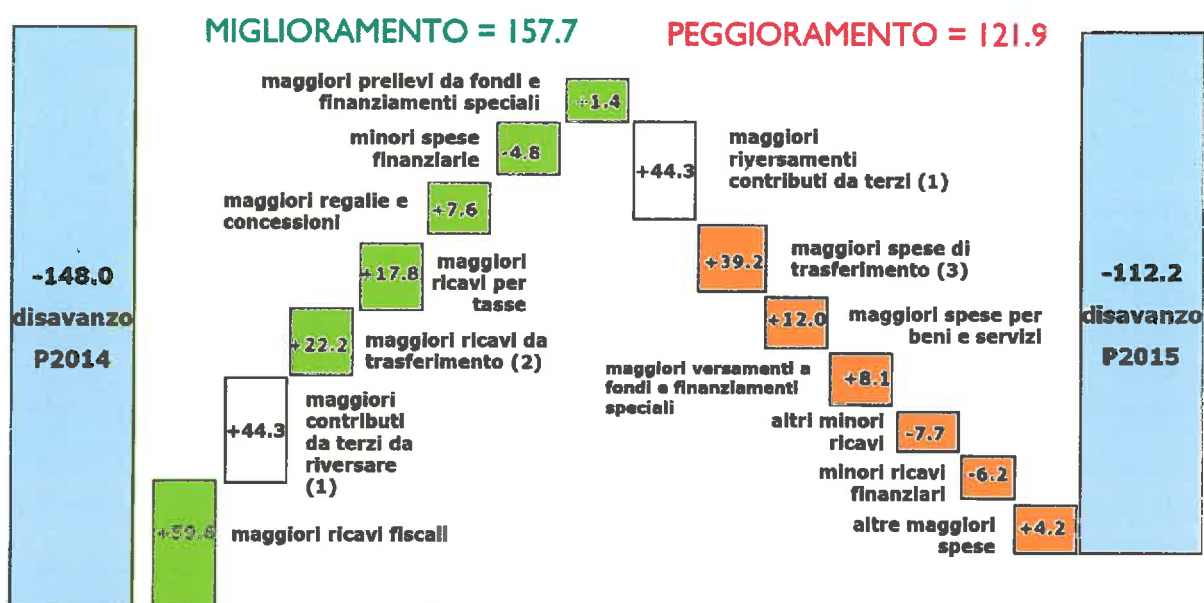 MIGLIORAMENTO = 157.7
PEGGIORAMENTO = 121.9
-148.0
disavanzo
P2014
maggiori prelievi da fondi e
finanziamenti speciali
+1.4
minori spese
finanziarie
-4.8
maggiori regalie e
concessioni
+7.6
+17.8
maggiori
ricavi per
tasse
+22.2
maggiori ricavi da
trasferimento (2)
+44.3
maggiori
contributi
da terzi da
riversare
(1)
+59.6
maggiori ricavi fiscali
+44.3
maggiori
riversamenti
contributi da terzi (1)
+39.2
maggiori spese di
trasferimento (3)
+12.0
maggiori spese per
beni e servizi
maggiori versamenti a
fondi e finanziamenti
speciali
+8.1
altri minori
ricavi
-7.7
minori ricavi
finanziari
-6.2
altre maggiori
spese
+4.2
-112.2
disavanzo
P2015